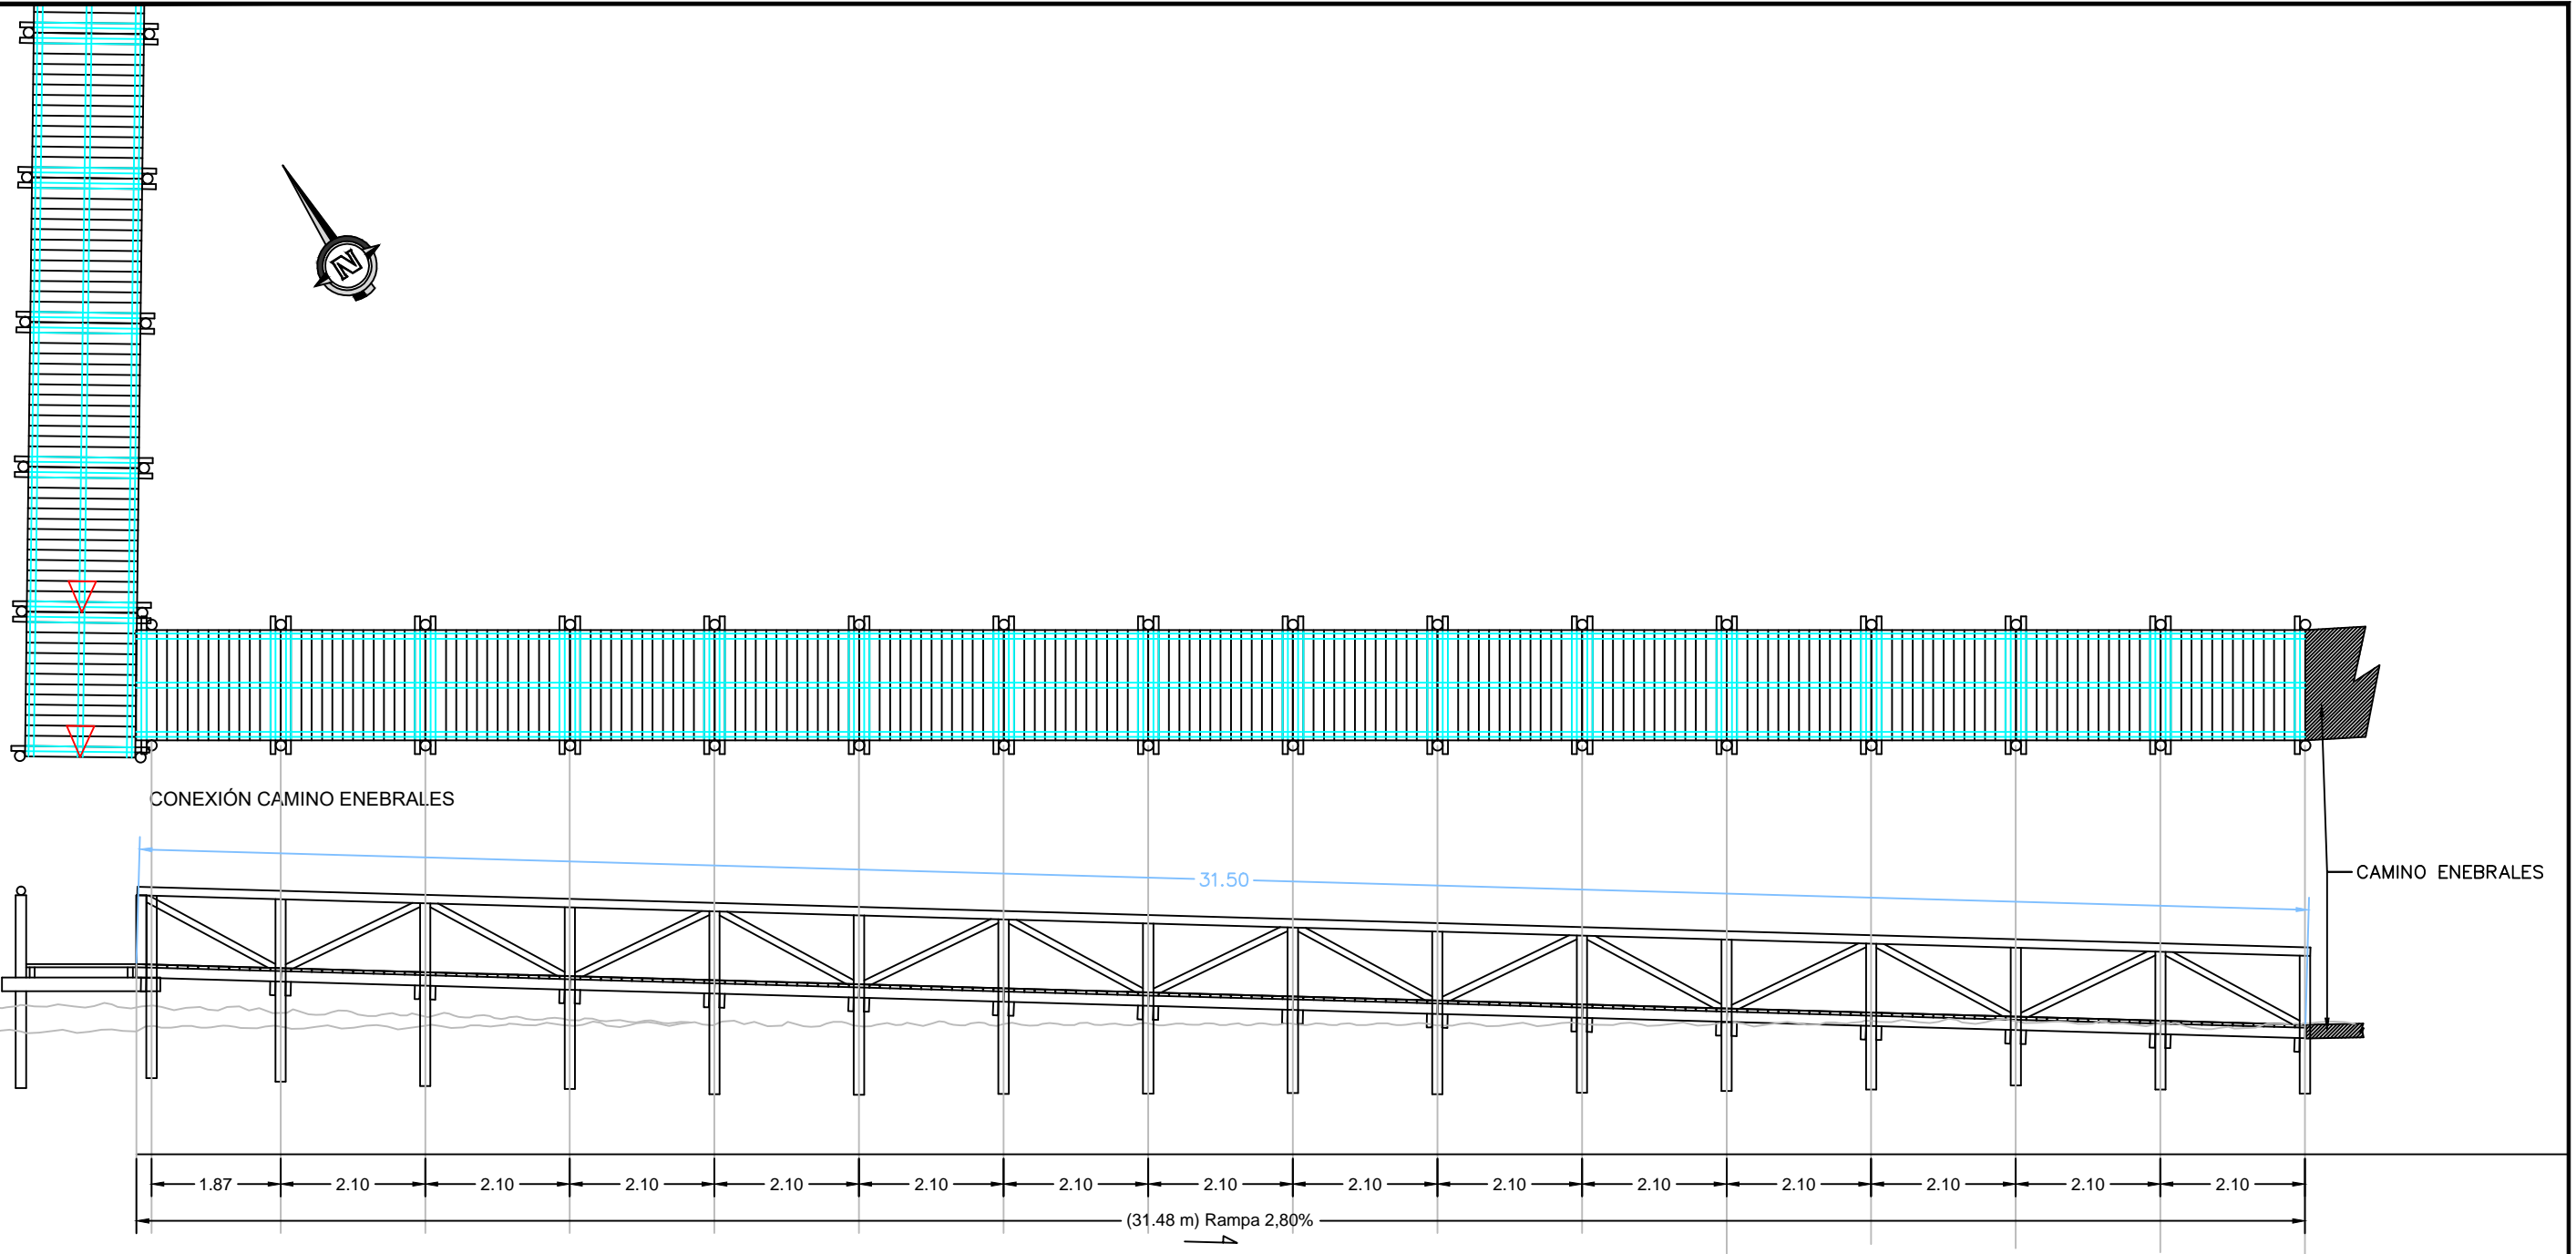 N
CONEXIÓN CAMINO ENEBRALES
31.50
CAMINO ENEBRALES
1.87 2.10 2.10 2.10 2.10 2.10 2.10 2.10 2.10 2.10 2.10 2.10 2.10 2.10 2.10
(31.48 m) Rampa 2,80%